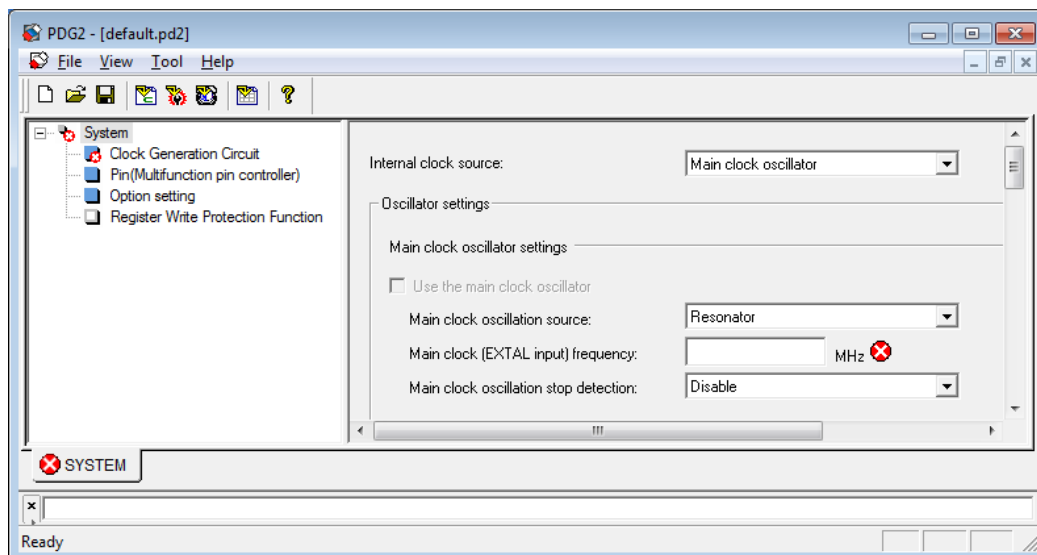 PDG2 - [default.pd2]
File View Tool Help
System
Clock Generation Circuit
Pin(Multifunction pin controller)
Option setting
Register Write Protection Function
Internal clock source: Main clock oscillator
Oscillator settings
Main clock oscillator settings
Use the main clock oscillator
Main clock oscillation source: Resonator
Main clock (EXTAL input) frequency: MHz
Main clock oscillation stop detection: Disable
SYSTEM
Ready